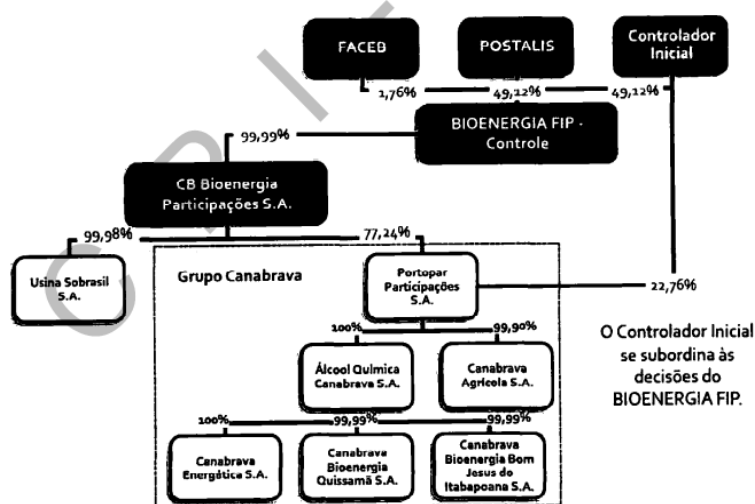 FACEB
POSTALIS
Controlador
Inicial
1,76%
49,12%
49,12%
BIOENERGIA FIP -
Controle
99,99%
CB Bioenergia
Participações S.A.
99,98%
77,24%
Usina Sobrasil
S.A.
Grupo Canabrava
Portopar
Participações
S.A.
22,76%
100%
99,90%
O Controlador Inicial
se subordina às
decisões do
BIOENERGIA FIP.
Álcool Química
Canabrava S.A.
Canabrava
Agrícola S.A.
100%
99,99%
99,99%
Canabrava
Energética S.A.
Canabrava
Bioenergia
Quissamã S.A.
Canabrava
Bioenergia Bom
Jesus do
Itabapoana S.A.